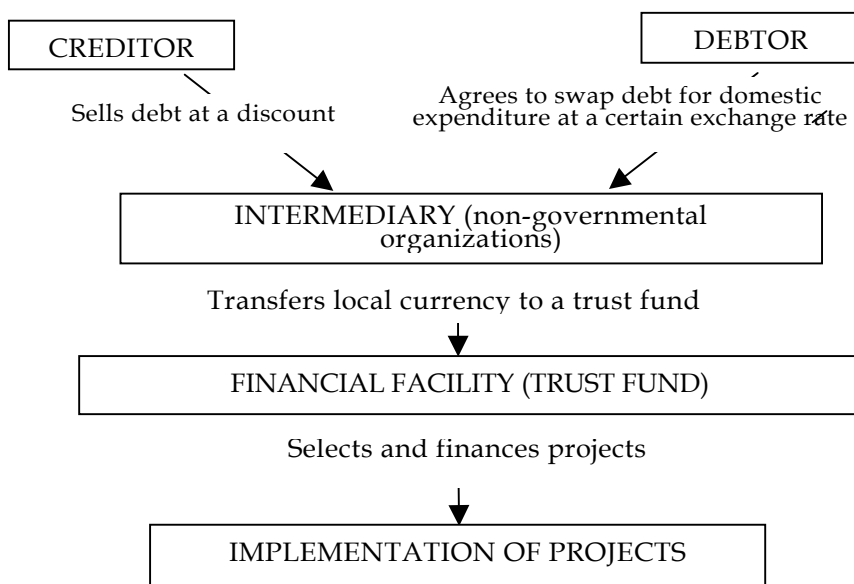 CREDITOR
DEBTOR
Sells debt at a discount
Agrees to swap debt for domestic
expenditure at a certain exchange rate
INTERMEDIARY (non-governmental
organizations)
Transfers local currency to a trust fund
FINANCIAL FACILITY (TRUST FUND)
Selects and finances projects
IMPLEMENTATION OF PROJECTS